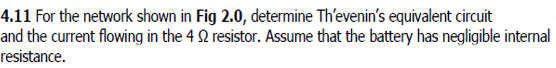 4.11 For the network shown in Fig 2.0, determine Th'evenin's equivalent circuit
and the current flowing in the 4 Ω resistor. Assume that the battery has negligible internal
resistance.